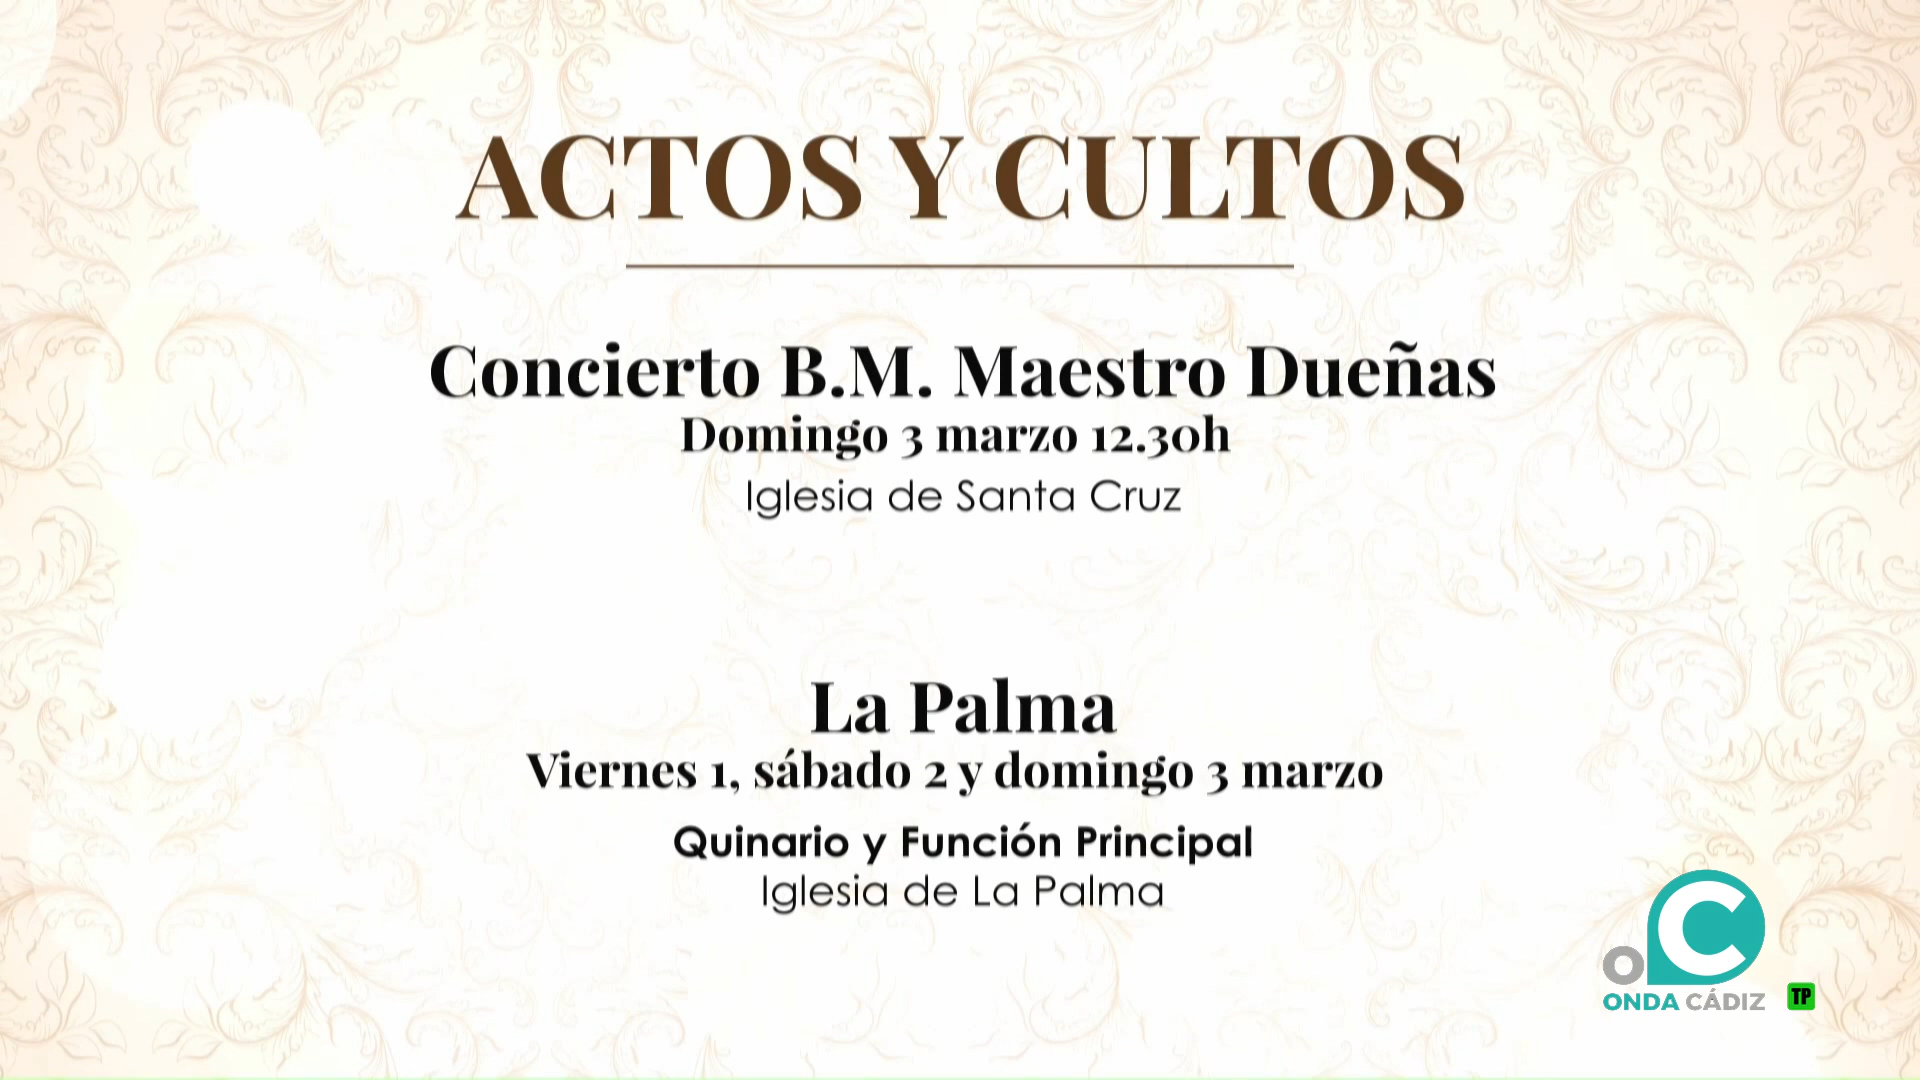 ACTOS Y CULTOS
Concierto B.M. Maestro Dueñas
Domingo 3 marzo 12.30h
Iglesia de Santa Cruz
La Palma
Viernes 1, sábado 2 y domingo 3 marzo
Quinario y Función Principal
Iglesia de La Palma
OC
ONDA CÁDIZ
TP